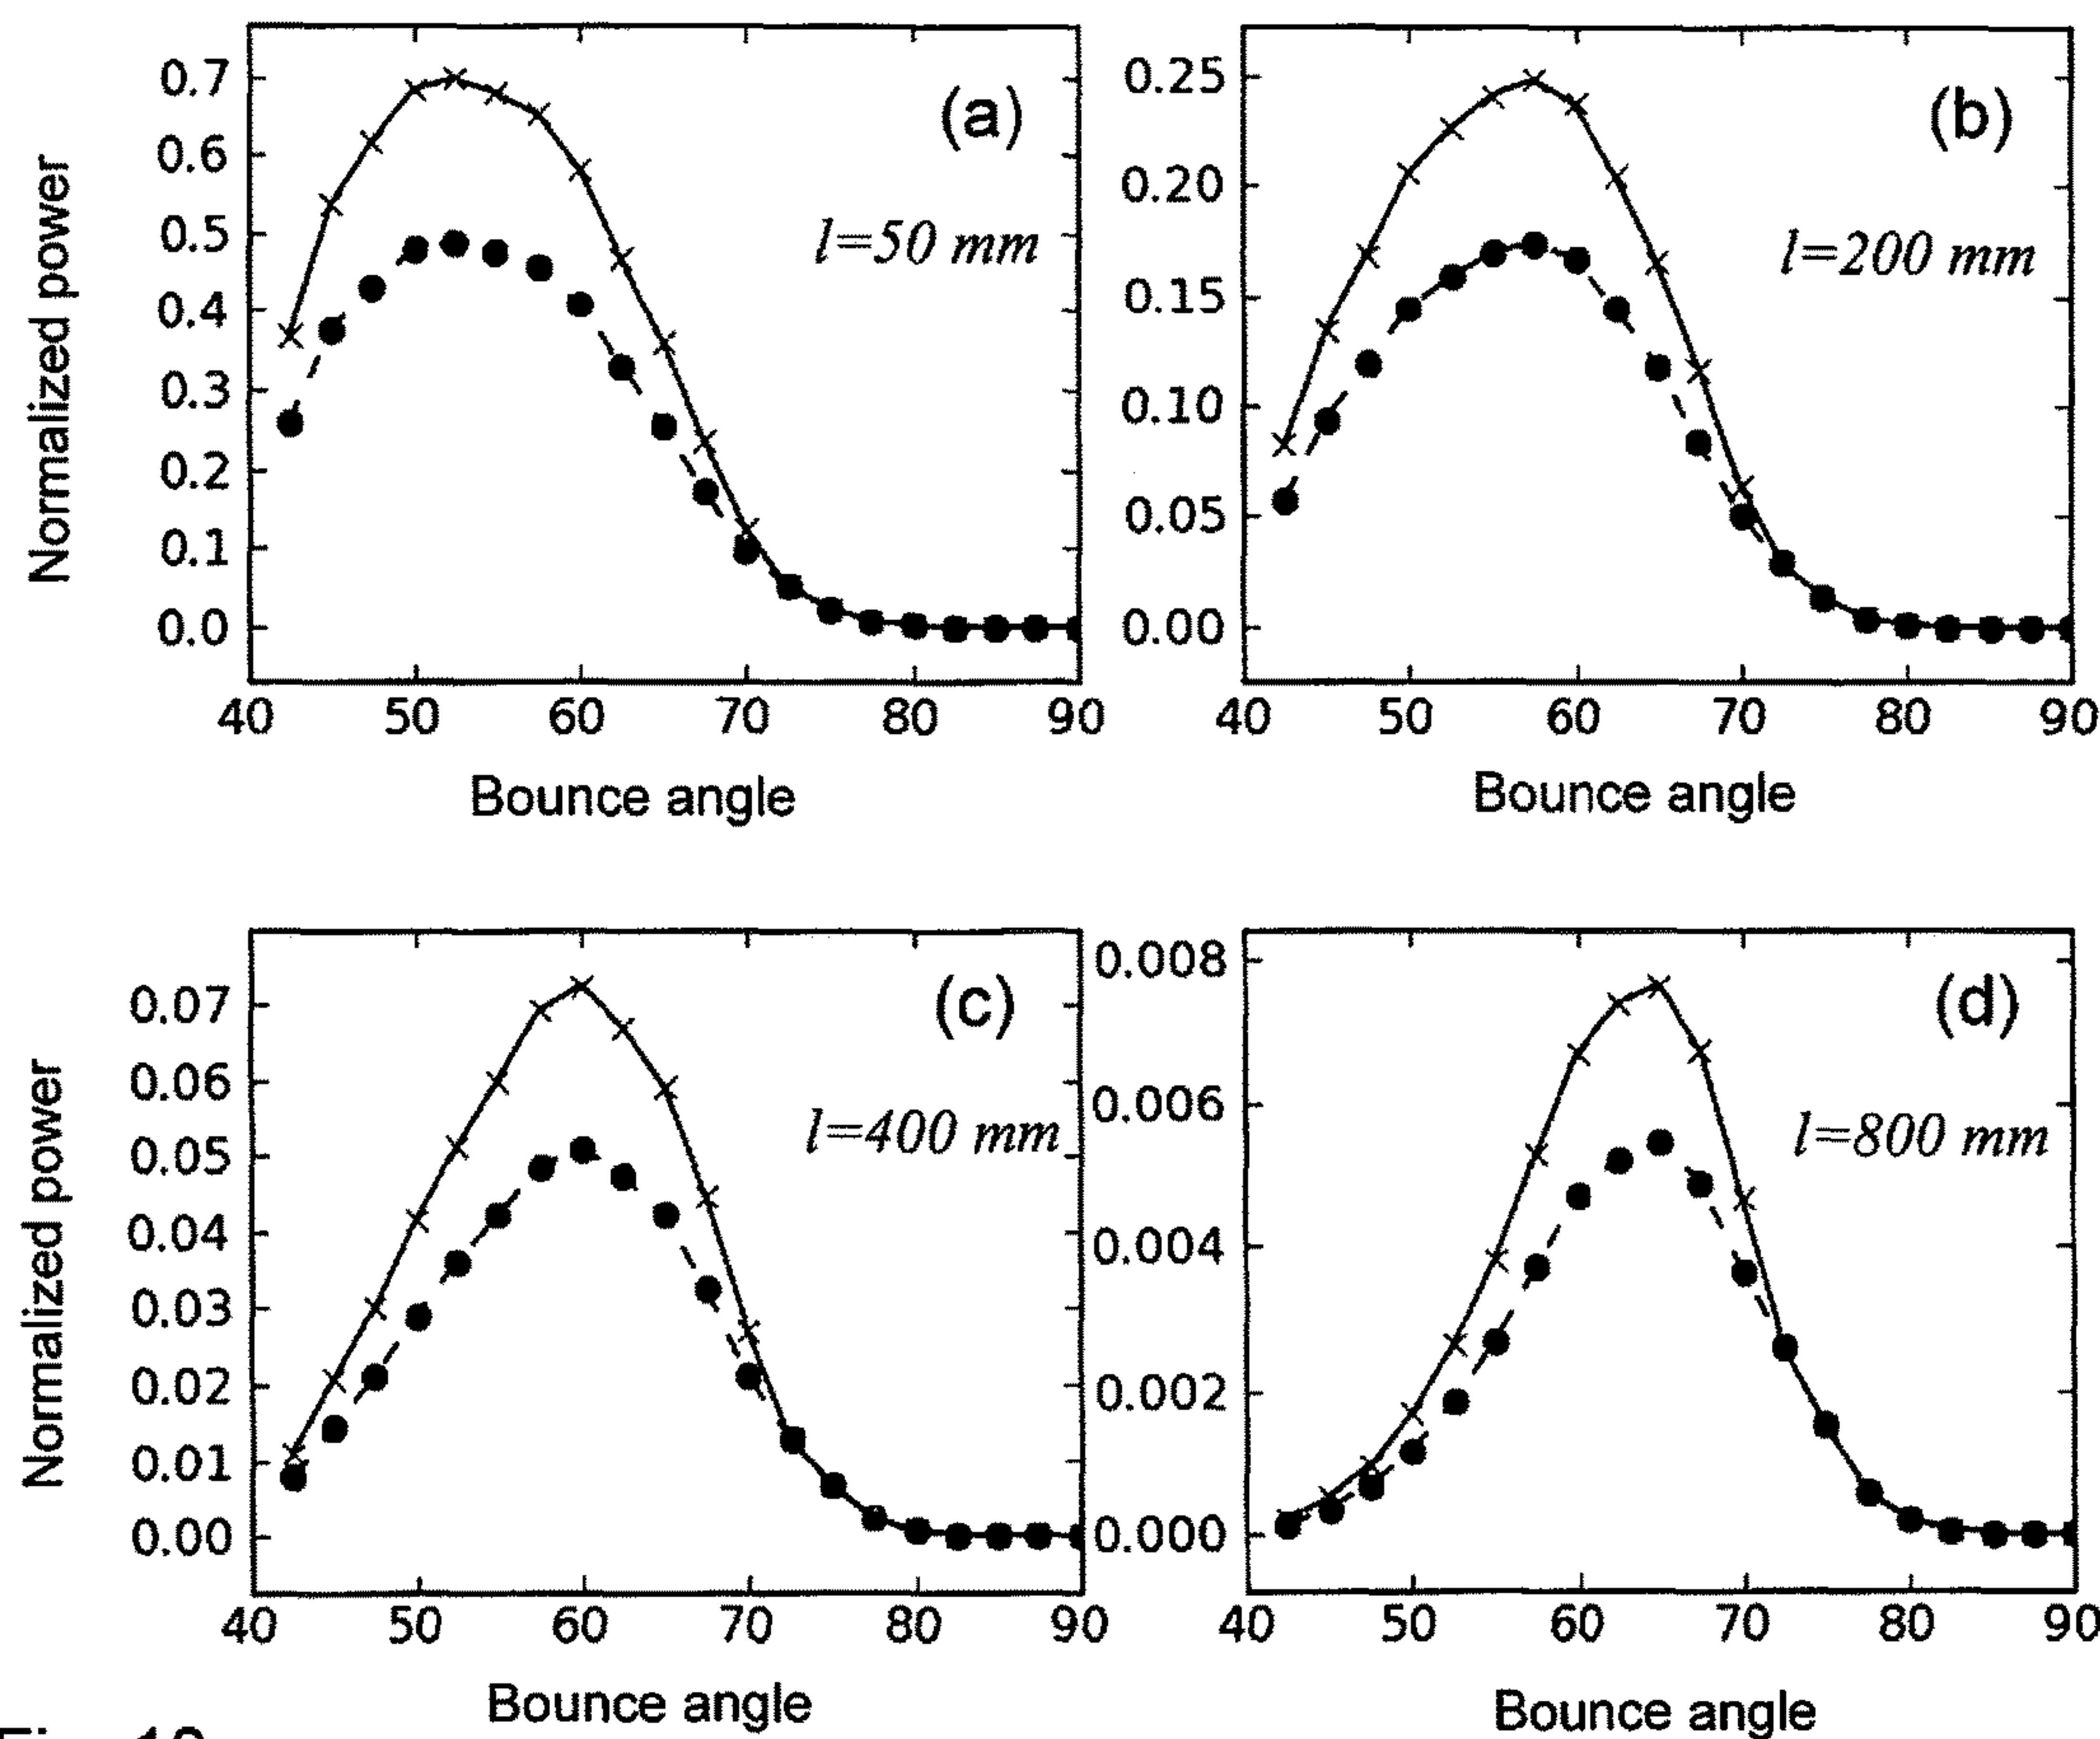 (a)
l=50 mm
Normalized power
0.7
0.6
0.5
0.4
0.3
0.2
0.1
0.0
40 50 60 70 80 90
Bounce angle
(b)
l=200 mm
0.25
0.20
0.15
0.10
0.05
0.00
40 50 60 70 80 90
Bounce angle
(c)
l=400 mm
Normalized power
0.07
0.06
0.05
0.04
0.03
0.02
0.01
0.00
40 50 60 70 80 90
Bounce angle
(d)
l=800 mm
0.008
0.006
0.004
0.002
0.000
40 50 60 70 80 90
Bounce angle